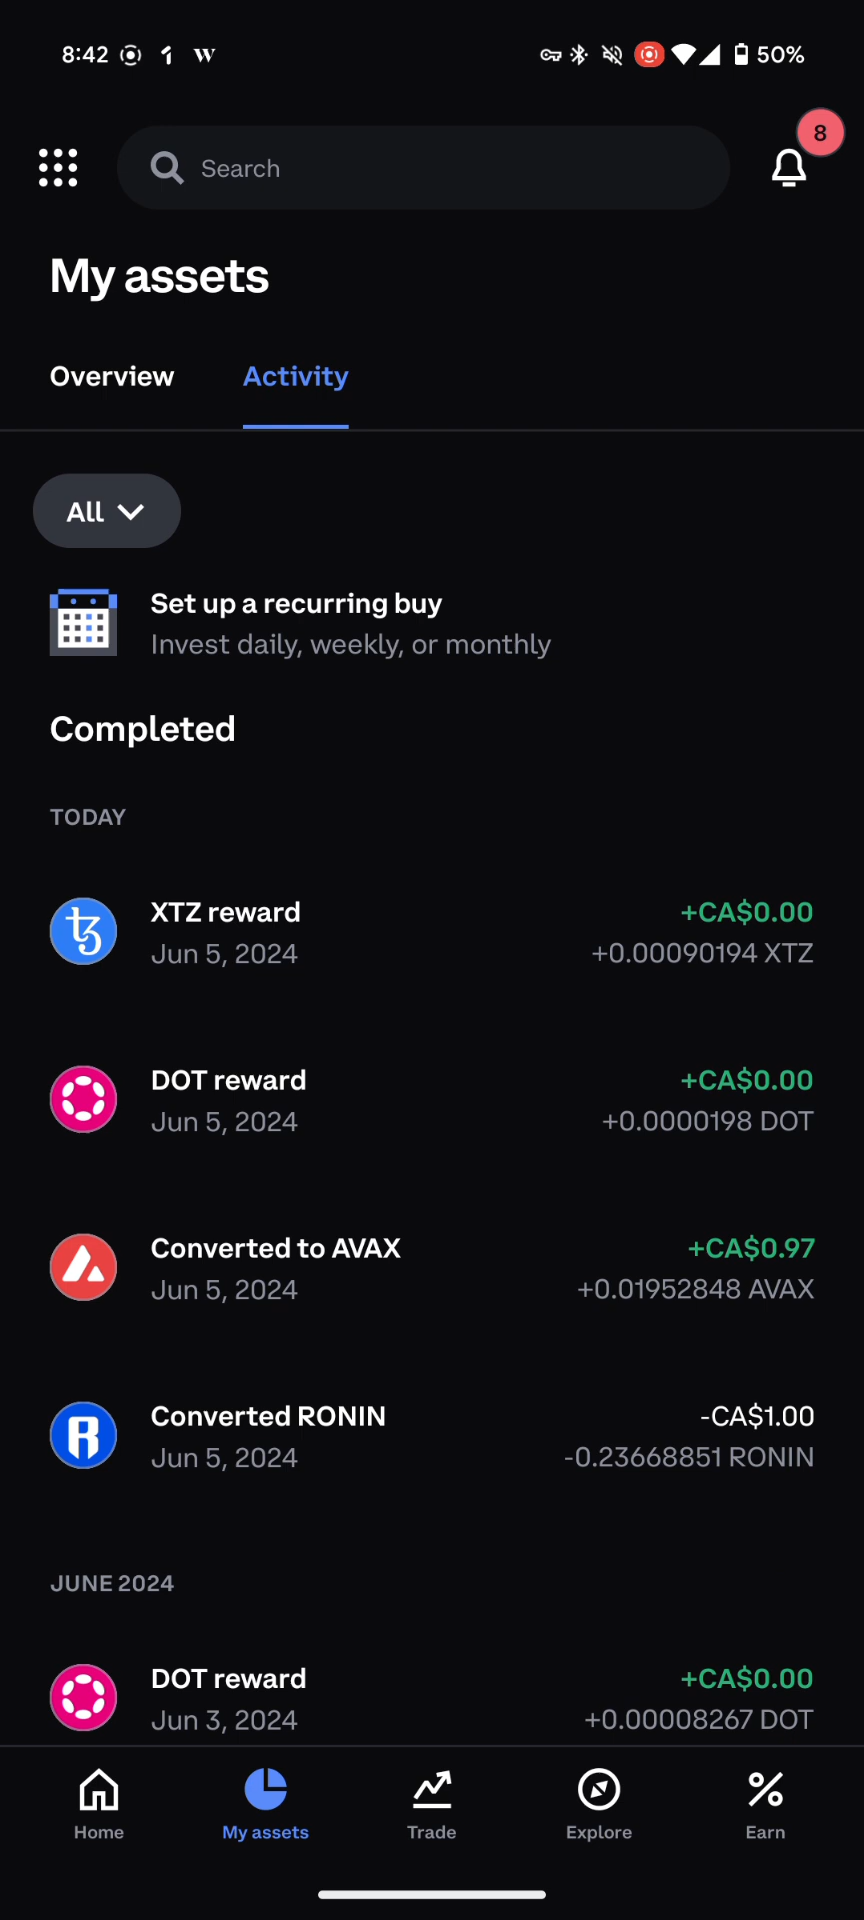 8:42
50%
8
Search
My assets
Overview
Activity
All
Set up a recurring buy
Invest daily, weekly, or monthly
Completed
TODAY
XTZ reward
+CA$0.00
Jun 5, 2024
+0.00090194 XTZ
DOT reward
+CA$0.00
Jun 5, 2024
+0.0000198 DOT
Converted to AVAX
+CA$0.97
Jun 5, 2024
+0.01952848 AVAX
Converted RONIN
-CA$1.00
Jun 5, 2024
-0.23668851 RONIN
JUNE 2024
DOT reward
+CA$0.00
Jun 3, 2024
+0.00008267 DOT
Home
My assets
Trade
Explore
Earn